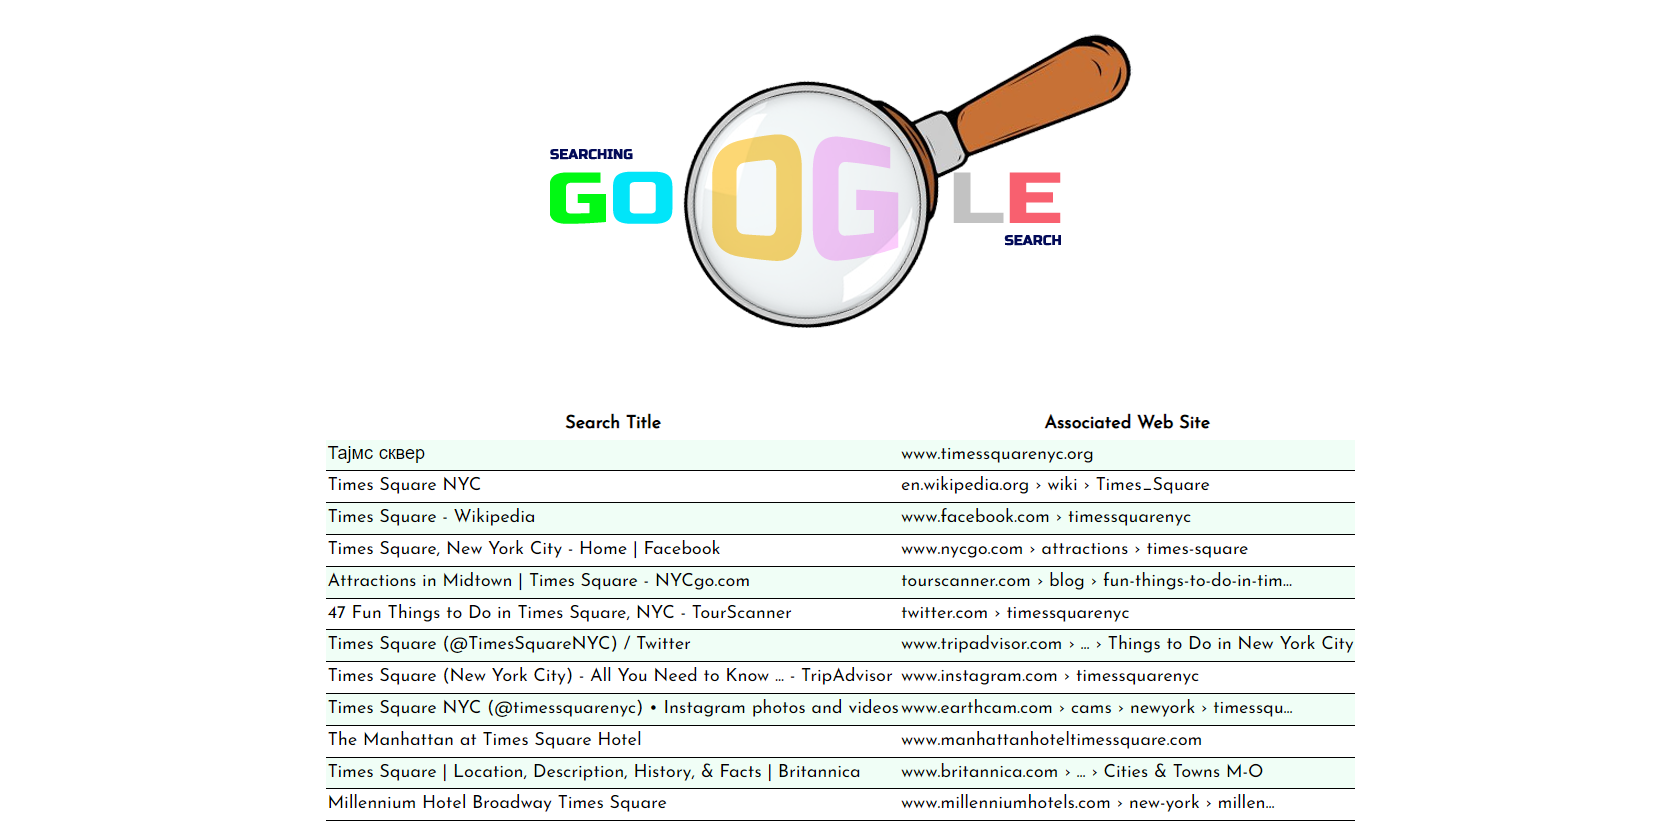 SEARCHING
GOOGLE
SEARCH
Search Title Associated Web Site
Тајмс сквер www.timessquarenyc.org
Times Square NYC en.wikipedia.org › wiki › Times_Square
Times Square - Wikipedia www.facebook.com › timessquarenyc
Times Square, New York City - Home | Facebook www.nycgo.com › attractions › times-square
Attractions in Midtown | Times Square - NYCgo.com tourscanner.com › blog › fun-things-to-do-in-tim...
47 Fun Things to Do in Times Square, NYC - TourScanner twitter.com › timessquarenyc
Times Square (@TimesSquareNYC) / Twitter www.tripadvisor.com › ... › Things to Do in New York City
Times Square (New York City) - All You Need to Know ... - TripAdvisor www.instagram.com › timessquarenyc
Times Square NYC (@timessquarenyc) • Instagram photos and videos www.earthcam.com › cams › newyork › timessqu...
The Manhattan at Times Square Hotel www.manhattanhoteltimessquare.com
Times Square | Location, Description, History, & Facts | Britannica www.britannica.com › ... › Cities & Towns M-O
Millennium Hotel Broadway Times Square www.millenniumhotels.com › new-york › millen...